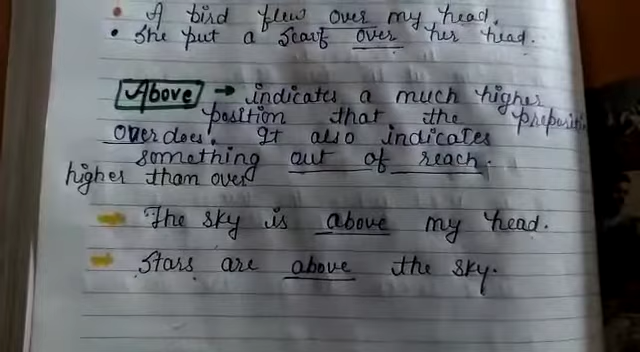 A bird flew over my head.
She put a scarf over her head.
Above → indicates a much higher
position that the preposition
over does. It also indicates
something out of reach.
higher than over
The sky is above my head.
Stars are above the sky.